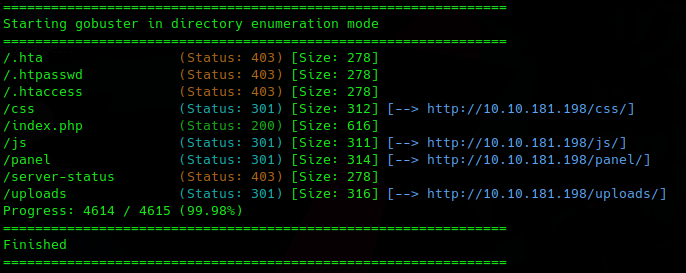 ===============================================================
Starting gobuster in directory enumeration mode
===============================================================
/.hta                 (Status: 403) [Size: 278]
/.htpasswd            (Status: 403) [Size: 278]
/.htaccess            (Status: 403) [Size: 278]
/css                  (Status: 301) [Size: 312] [--> http://10.10.181.198/css/]
/index.php            (Status: 200) [Size: 616]
/js                   (Status: 301) [Size: 311] [--> http://10.10.181.198/js/]
/panel                (Status: 301) [Size: 314] [--> http://10.10.181.198/panel/]
/server-status        (Status: 403) [Size: 278]
/uploads              (Status: 301) [Size: 316] [--> http://10.10.181.198/uploads/]
Progress: 4614 / 4615 (99.98%)
===============================================================
Finished
===============================================================